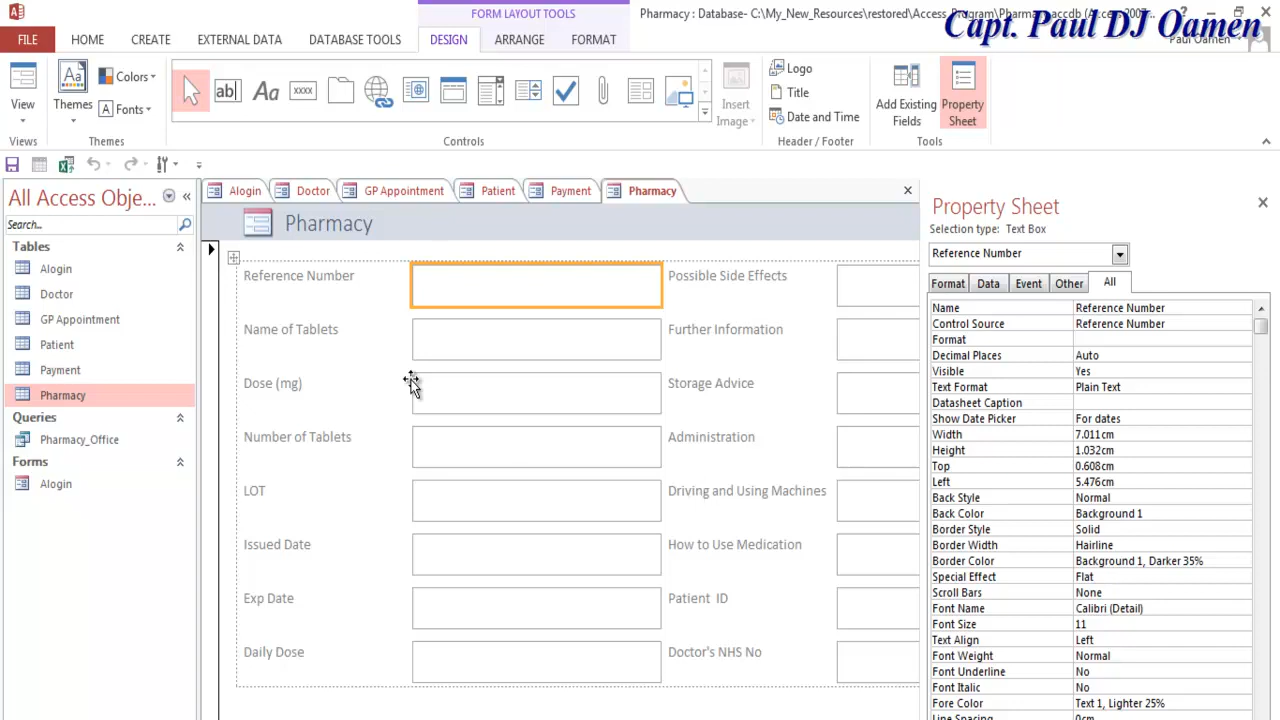 FORM LAYOUT TOOLS
Pharmacy : Database- C:\My_New_Resources\restored\Access_Program\Pharmacy.accdb (Access 2007...
Capt. Paul DJ Oamen
FILE HOME CREATE EXTERNAL DATA DATABASE TOOLS DESIGN ARRANGE FORMAT
Paul Oamen
View
Themes
Colors
Fonts
ab|
Aa
xxxx
Insert
Image
Logo
Title
Date and Time
Add Existing
Fields
Property
Sheet
Views Themes Controls Header / Footer Tools
All Access Obje...
Search...
Tables
Alogin
Doctor
GP Appointment
Patient
Payment
Pharmacy
Queries
Pharmacy_Office
Forms
Alogin
Alogin Doctor GP Appointment Patient Payment Pharmacy
Pharmacy
Reference Number
Name of Tablets
Dose (mg)
Number of Tablets
LOT
Issued Date
Exp Date
Daily Dose
Possible Side Effects
Further Information
Storage Advice
Administration
Driving and Using Machines
How to Use Medication
Patient ID
Doctor's NHS No
Property Sheet
Selection type: Text Box
Reference Number
Format Data Event Other All
Name Reference Number
Control Source Reference Number
Format
Decimal Places Auto
Visible Yes
Text Format Plain Text
Datasheet Caption
Show Date Picker For dates
Width 7.011cm
Height 1.032cm
Top 0.608cm
Left 5.476cm
Back Style Normal
Back Color Background 1
Border Style Solid
Border Width Hairline
Border Color Background 1, Darker 35%
Special Effect Flat
Scroll Bars None
Font Name Calibri (Detail)
Font Size 11
Text Align Left
Font Weight Normal
Font Underline No
Font Italic No
Fore Color Text 1, Lighter 25%
Line Spacing 0cm